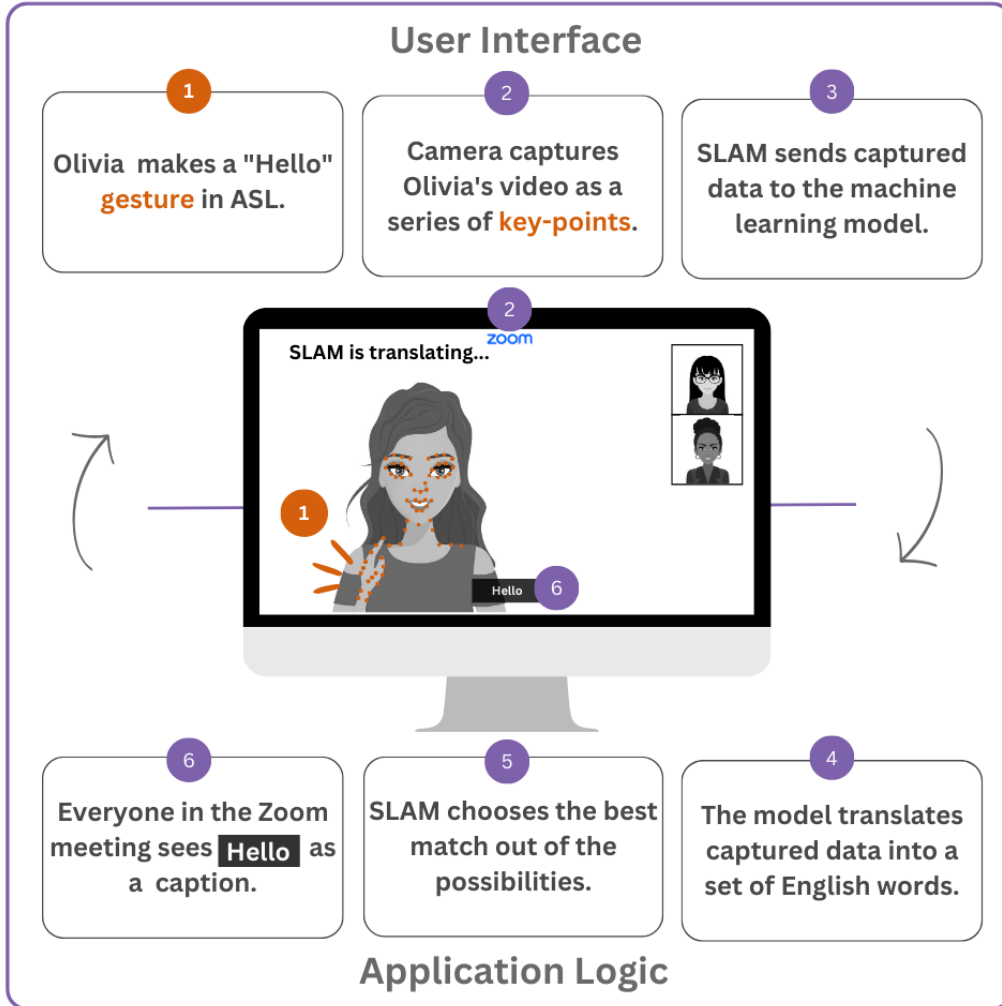 User Interface
1
Olivia makes a "Hello"
gesture in ASL.
2
Camera captures
Olivia's video as a
series of key-points.
3
SLAM sends captured
data to the machine
learning model.
2
zoom
SLAM is translating...
1
Hello
6
6
Everyone in the Zoom
meeting sees Hello as
a caption.
5
SLAM chooses the best
match out of the
possibilities.
4
The model translates
captured data into a
set of English words.
Application Logic